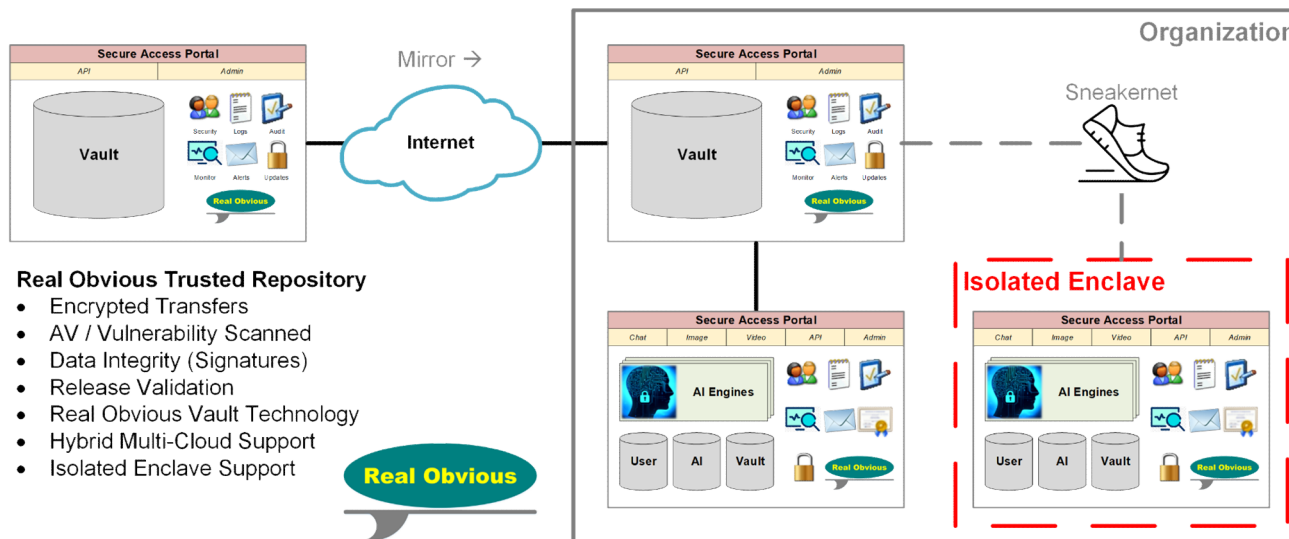 Organization
Secure Access Portal
API
Admin
Vault
Security
Logs
Audit
Monitor
Alerts
Updates
Real Obvious
Mirror →
Internet
Secure Access Portal
API
Admin
Vault
Security
Logs
Audit
Monitor
Alerts
Updates
Real Obvious
Sneakernet
Real Obvious Trusted Repository
• Encrypted Transfers
• AV / Vulnerability Scanned
• Data Integrity (Signatures)
• Release Validation
• Real Obvious Vault Technology
• Hybrid Multi-Cloud Support
• Isolated Enclave Support
Real Obvious
Secure Access Portal
Chat
Image
Video
API
Admin
AI Engines
User
AI
Vault
Real Obvious
Isolated Enclave
Secure Access Portal
Chat
Image
Video
API
Admin
AI Engines
User
AI
Vault
Real Obvious